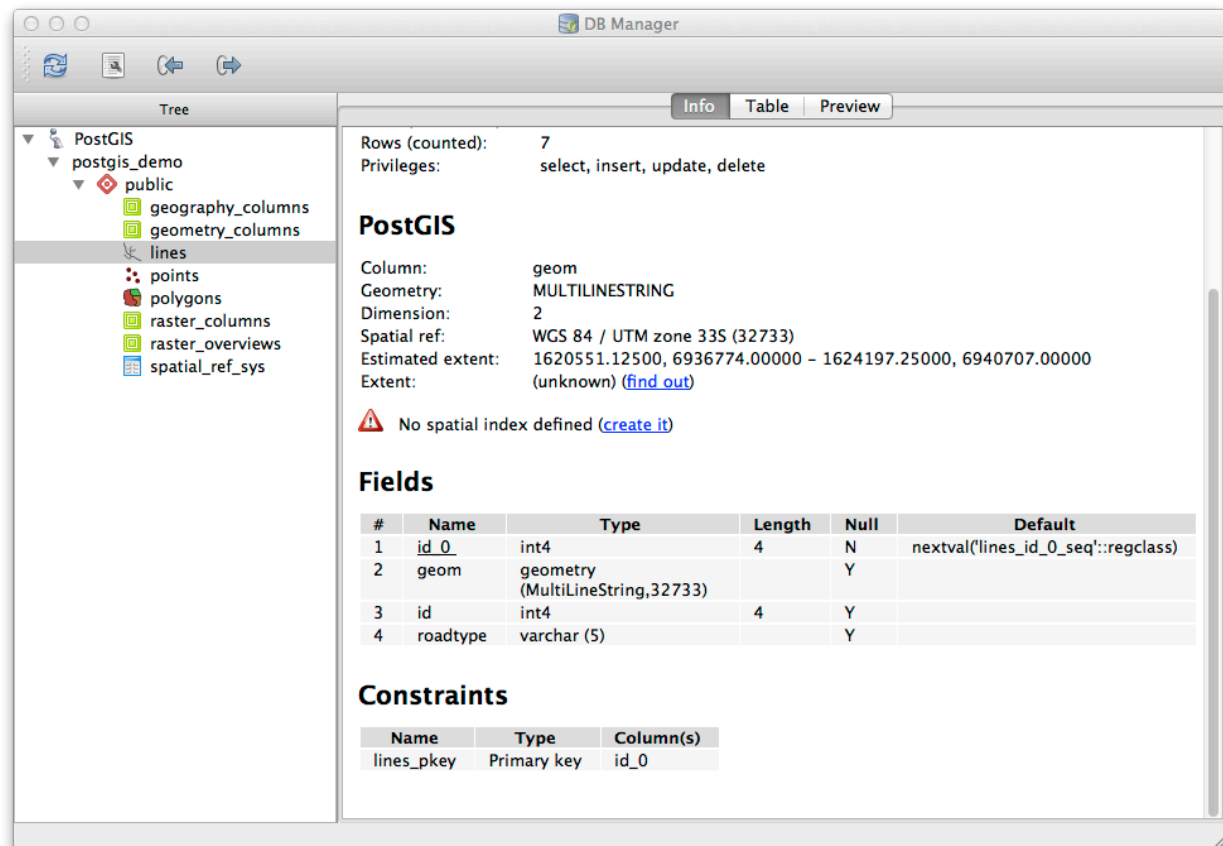 DB Manager
Tree
Info Table Preview
PostGIS
postgis_demo
public
geography_columns
geometry_columns
lines
points
polygons
raster_columns
raster_overviews
spatial_ref_sys
Rows (counted): 7
Privileges: select, insert, update, delete
PostGIS
Column: geom
Geometry: MULTILINESTRING
Dimension: 2
Spatial ref: WGS 84 / UTM zone 33S (32733)
Estimated extent: 1620551.12500, 6936774.00000 - 1624197.25000, 6940707.00000
Extent: (unknown) (find out)
No spatial index defined (create it)
Fields
# Name Type Length Null Default
1 id_0 int4 4 N nextval('lines_id_0_seq'::regclass)
2 geom geometry Y
(MultiLineString,32733)
3 id int4 4 Y
4 roadtype varchar (5) Y
Constraints
Name Type Column(s)
lines_pkey Primary key id_0